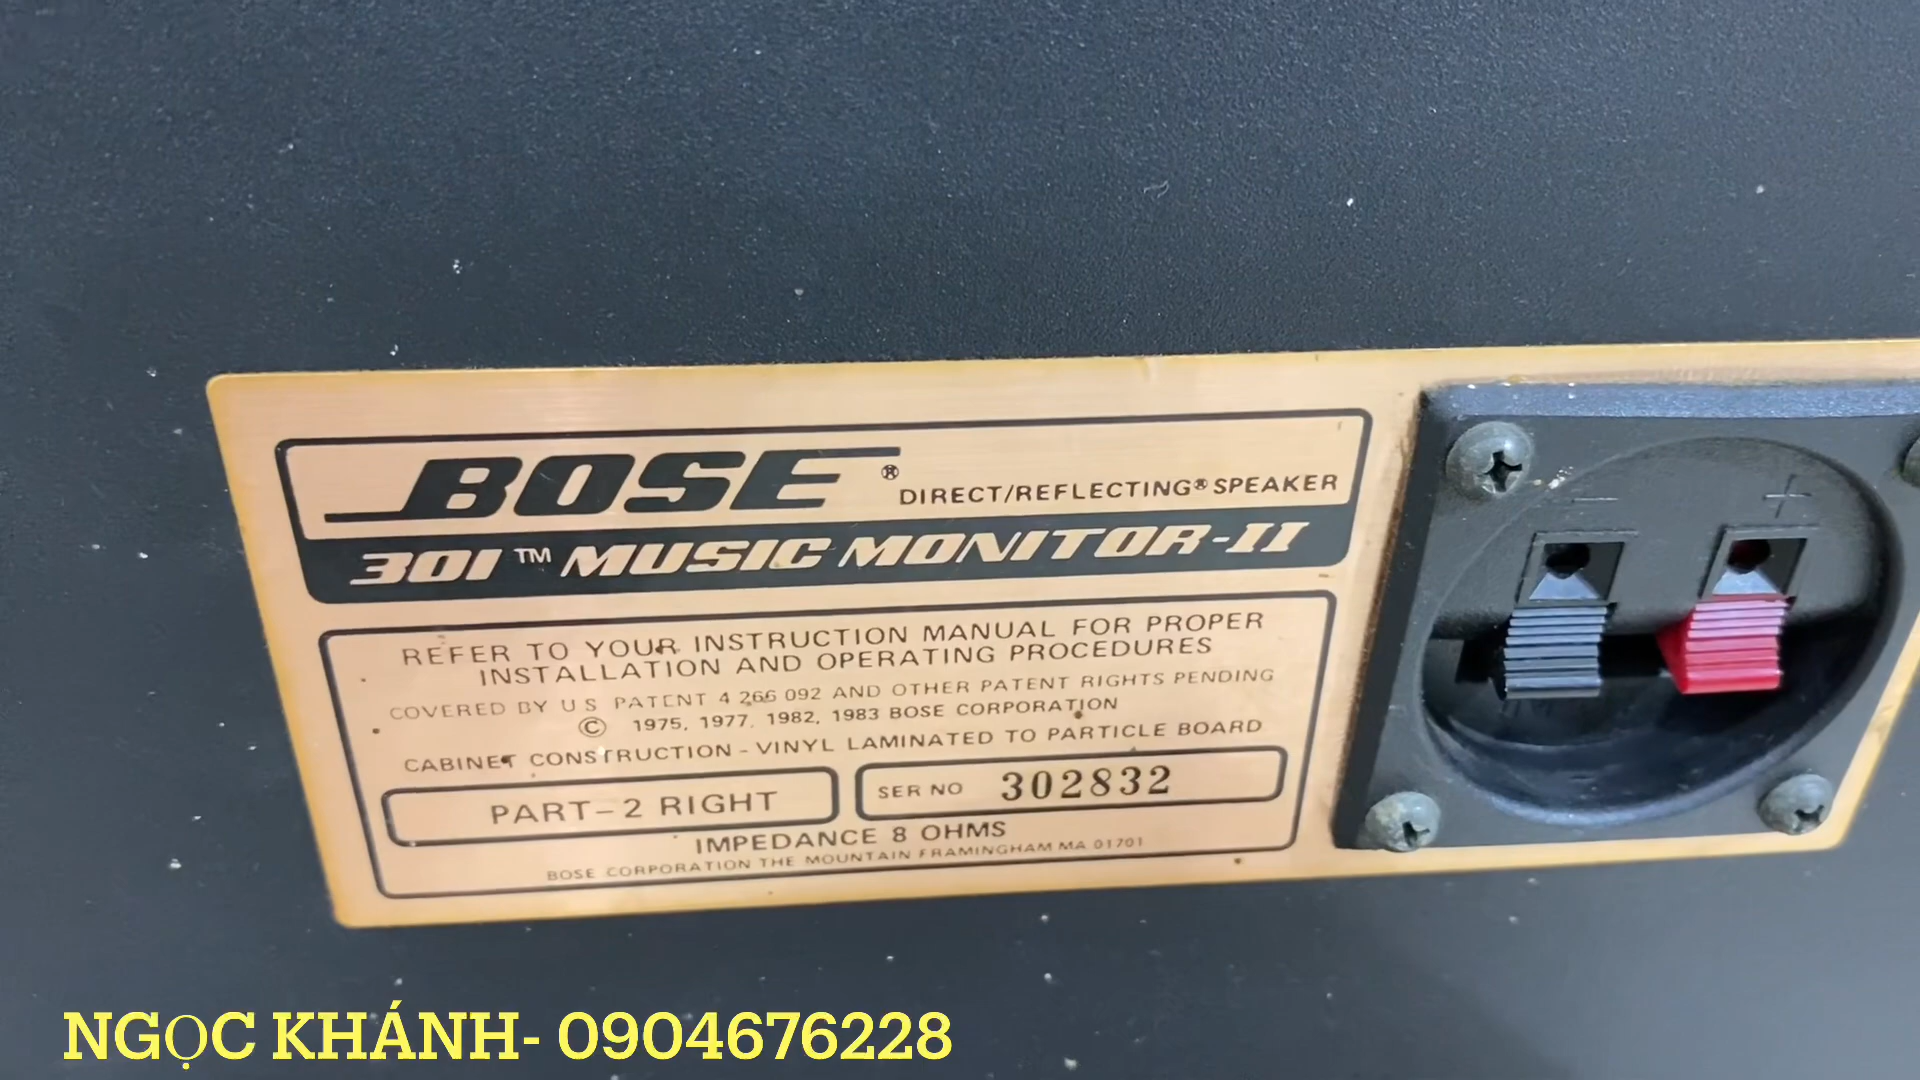 BOSE® DIRECT/REFLECTING® SPEAKER
301™ MUSIC MONITOR-II
REFER TO YOUR INSTRUCTION MANUAL FOR PROPER
INSTALLATION AND OPERATING PROCEDURES
COVERED BY U S PATENT 4 266 092 AND OTHER PATENT RIGHTS PENDING
© 1975, 1977, 1982, 1983 BOSE CORPORATION
CABINET CONSTRUCTION - VINYL LAMINATED TO PARTICLE BOARD
PART-2 RIGHT
SER NO 302832
IMPEDANCE 8 OHMS
BOSE CORPORATION THE MOUNTAIN FRAMINGHAM MA 01701
- +
NGỌC KHÁNH- 0904676228